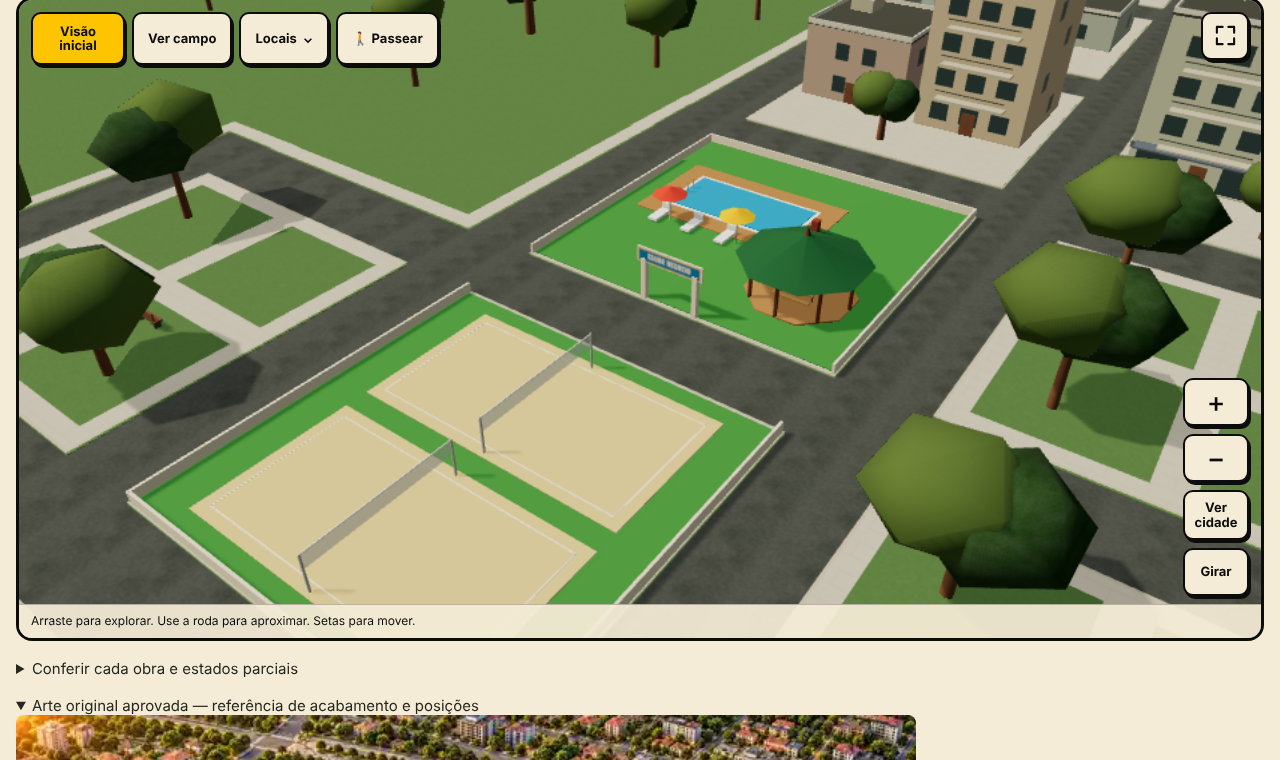 Visão
inicial
Ver campo
Locais
Passear
+
−
Ver
cidade
Girar
Arraste para explorar. Use a roda para aproximar. Setas para mover.
Conferir cada obra e estados parciais
Arte original aprovada — referência de acabamento e posições